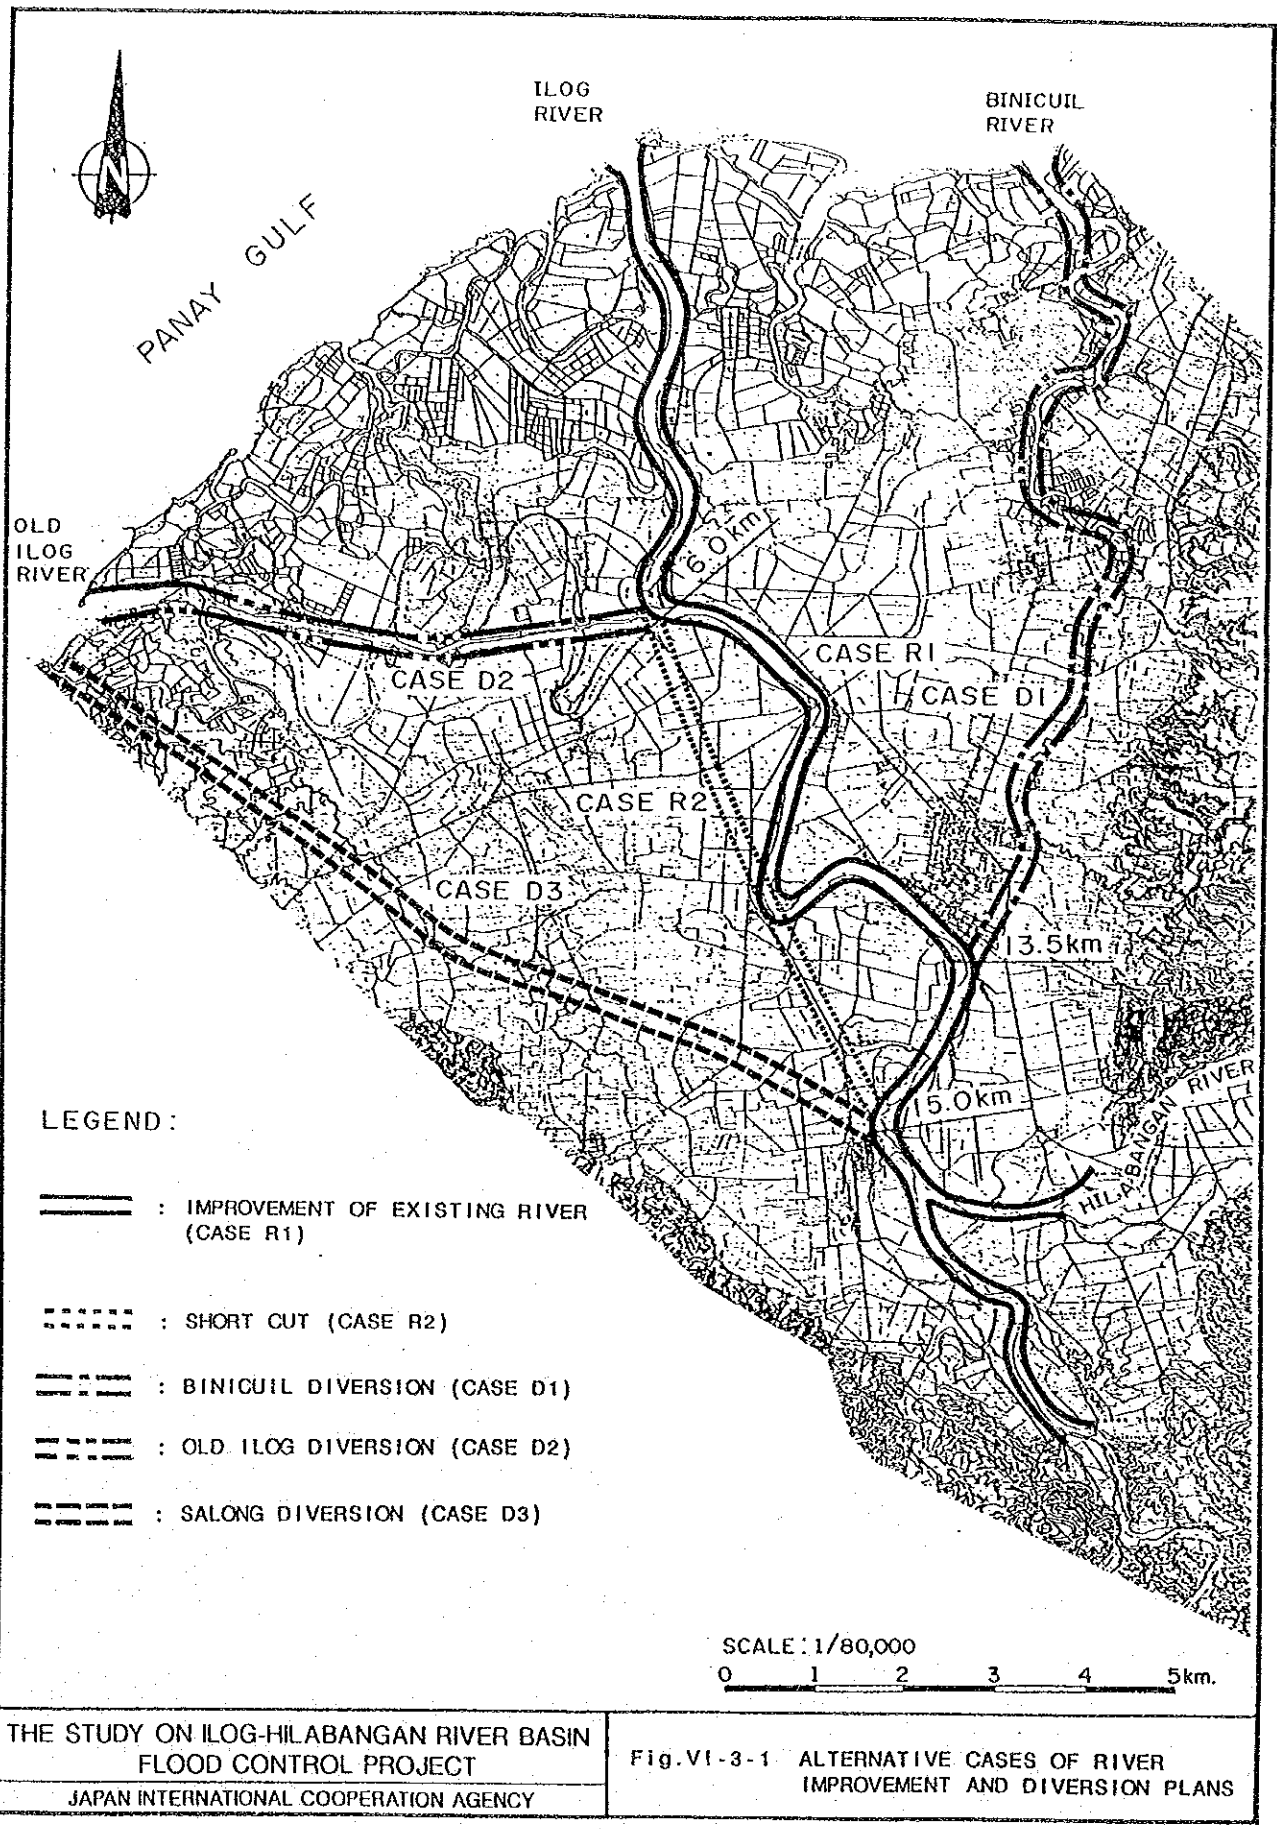 ILOG
RIVER
BINICUIL
RIVER
N
PANAY GULF
OLD
ILOG
RIVER
6.0km
CASE R1
CASE D2
CASE D1
CASE R2
CASE D3
13.5km
15.0km
HILABANGAN RIVER
LEGEND:
: IMPROVEMENT OF EXISTING RIVER
(CASE R1)
: SHORT CUT (CASE R2)
: BINICUIL DIVERSION (CASE D1)
: OLD ILOG DIVERSION (CASE D2)
: SALONG DIVERSION (CASE D3)
SCALE: 1/80,000
0 1 2 3 4 5km.
THE STUDY ON ILOG-HILABANGAN RIVER BASIN
FLOOD CONTROL PROJECT
JAPAN INTERNATIONAL COOPERATION AGENCY
Fig.VI-3-1 ALTERNATIVE CASES OF RIVER
IMPROVEMENT AND DIVERSION PLANS